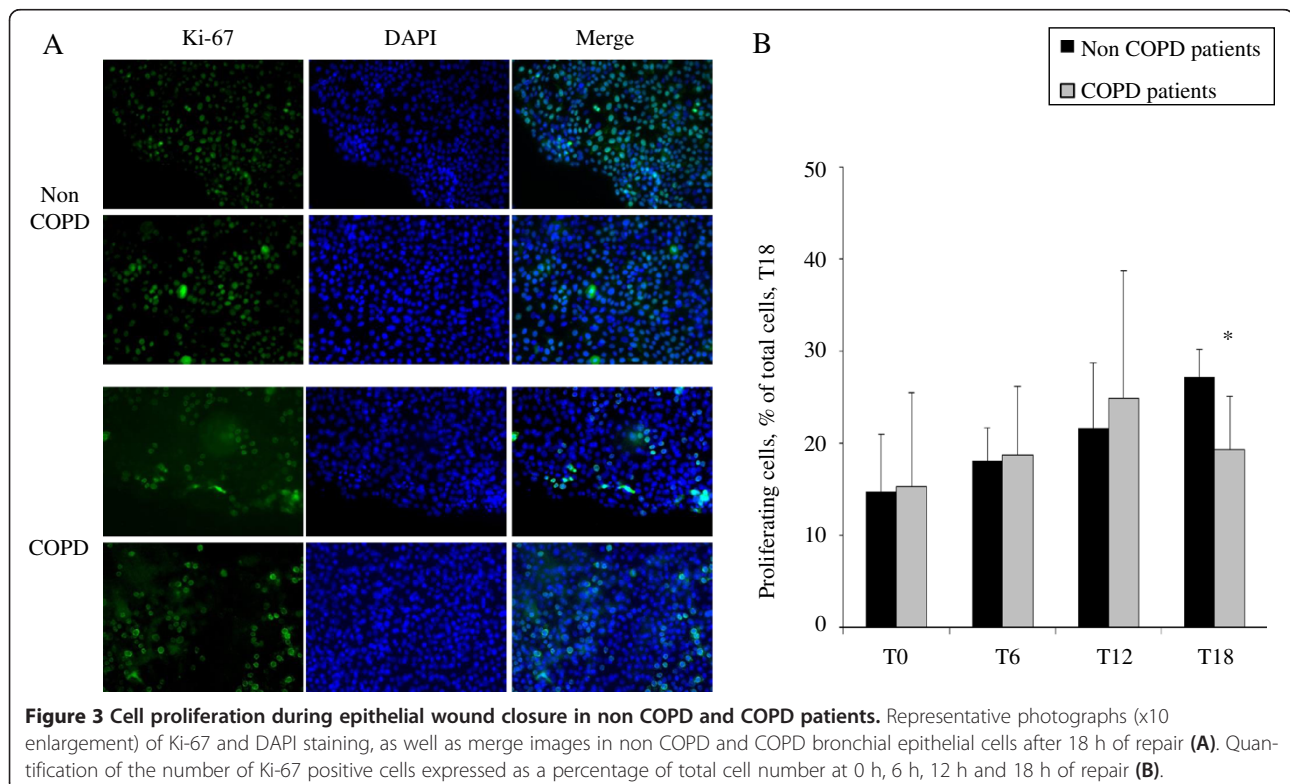 A
Ki-67 DAPI Merge
Non
COPD
COPD
B
Non COPD patients
COPD patients
Proliferating cells, % of total cells, T18
50
40
30
20
10
0
*
T0 T6 T12 T18
Figure 3 Cell proliferation during epithelial wound closure in non COPD and COPD patients. Representative photographs (x10
enlargement) of Ki-67 and DAPI staining, as well as merge images in non COPD and COPD bronchial epithelial cells after 18 h of repair (A). Quan-
tification of the number of Ki-67 positive cells expressed as a percentage of total cell number at 0 h, 6 h, 12 h and 18 h of repair (B).